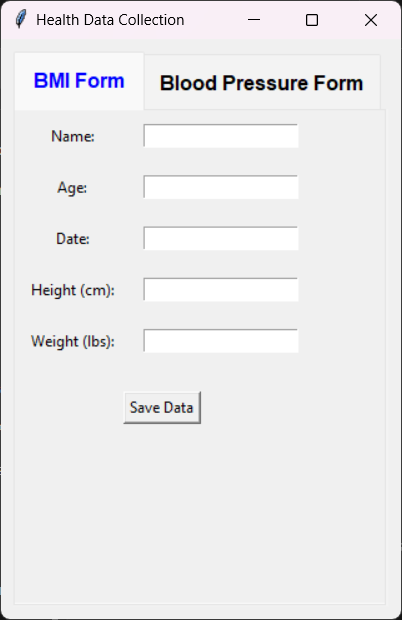 Health Data Collection
BMI Form Blood Pressure Form
Name:
Age:
Date:
Height (cm):
Weight (lbs):
Save Data